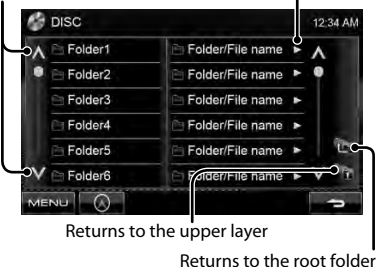 DISC 12:34 AM
Folder1 Folder/File name
Folder2 Folder/File name
Folder3 Folder/File name
Folder4 Folder/File name
Folder5 Folder/File name
Folder6 Folder/File name
MENU
Returns to the upper layer
Returns to the root folder